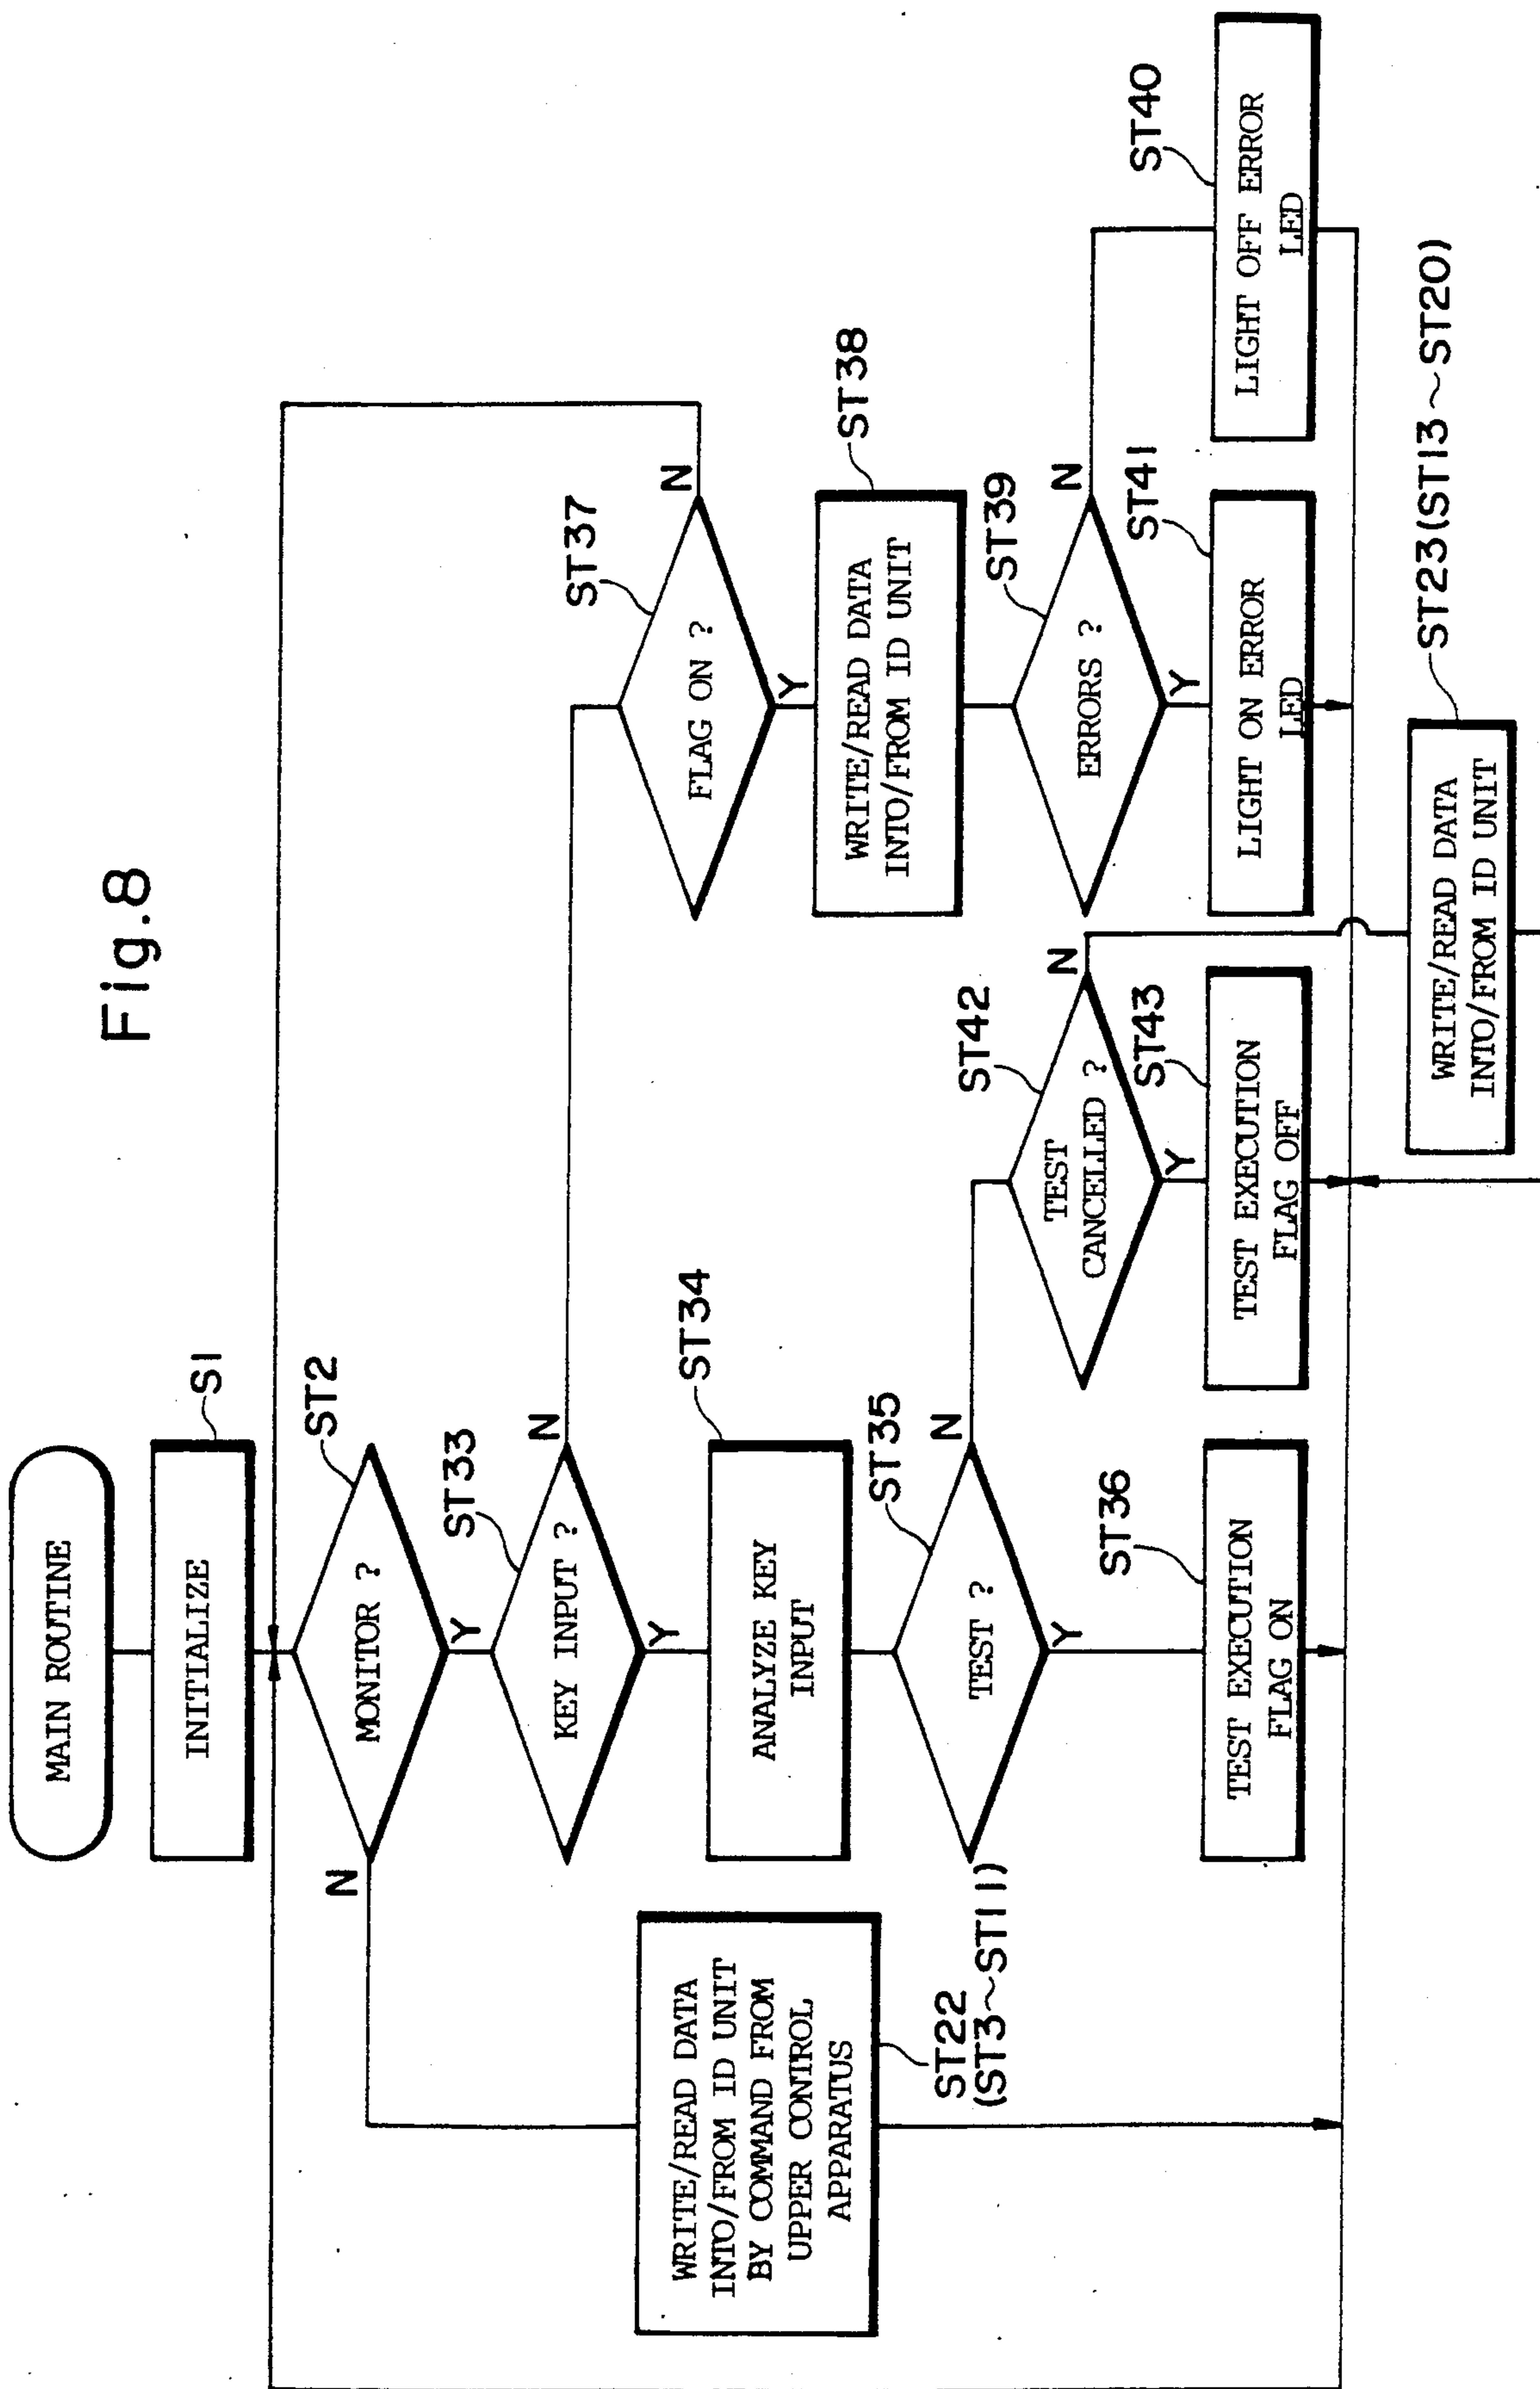 Fig.8
MAIN ROUTINE
INITIALIZE
S1
MONITOR ?
ST2
N
Y
KEY INPUT ?
ST33
N
Y
ANALYZE KEY
INPUT
ST34
TEST ?
ST35
N
Y
TEST EXECUTION
FLAG ON
ST36
WRITE/READ DATA
INTO/FROM ID UNIT
BY COMMAND FROM
UPPER CONTROL
APPARATUS
ST22
(ST3~ST11)
FLAG ON ?
ST37
N
Y
WRITE/READ DATA
INTO/FROM ID UNIT
ST38
ERRORS ?
ST39
N
Y
LIGHT ON ERROR
LED
ST41
LIGHT OFF ERROR
LED
ST40
TEST
CANCELLED ?
ST42
N
Y
TEST EXECUTION
FLAG OFF
ST43
WRITE/READ DATA
INTO/FROM ID UNIT
ST23(ST13~ST20)